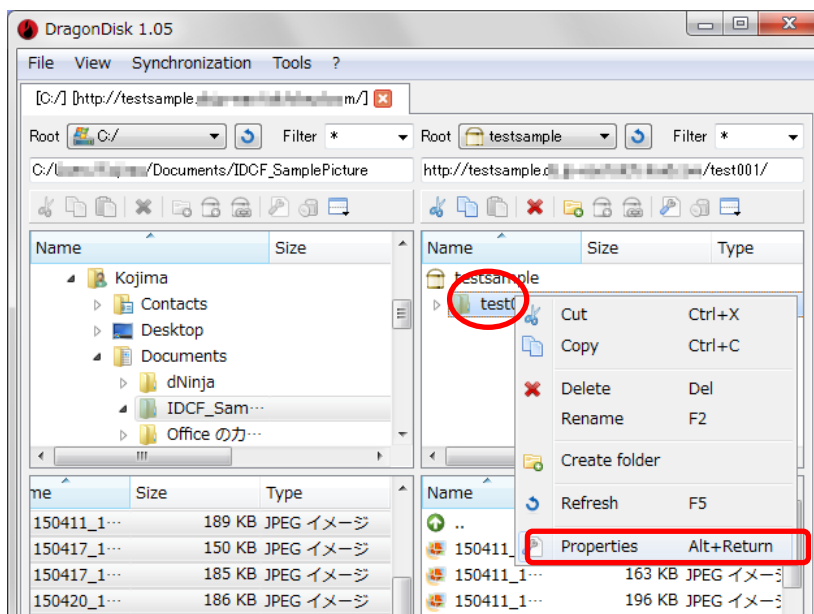 DragonDisk 1.05
File View Synchronization Tools ?
[C:/] [http://testsample. m/]
Root C:/ Filter *
Root testsample Filter *
C:/ /Documents/IDCF_SamplePicture
http://testsample. /test001/
Name Size
Kojima
Contacts
Desktop
Documents
dNinja
IDCF_Sam…
Office のカ…
Name Size Type
testsample
test0
Cut Ctrl+X
Copy Ctrl+C
Delete Del
Rename F2
Create folder
Refresh F5
Properties Alt+Return
me Size Type
150411_1… 189 KB JPEG イメージ
150417_1… 150 KB JPEG イメージ
150417_1… 185 KB JPEG イメージ
150420_1… 186 KB JPEG イメージ
Name
..
150411_
150411_1… 163 KB JPEG イメージ
150411_1… 196 KB JPEG イメージ